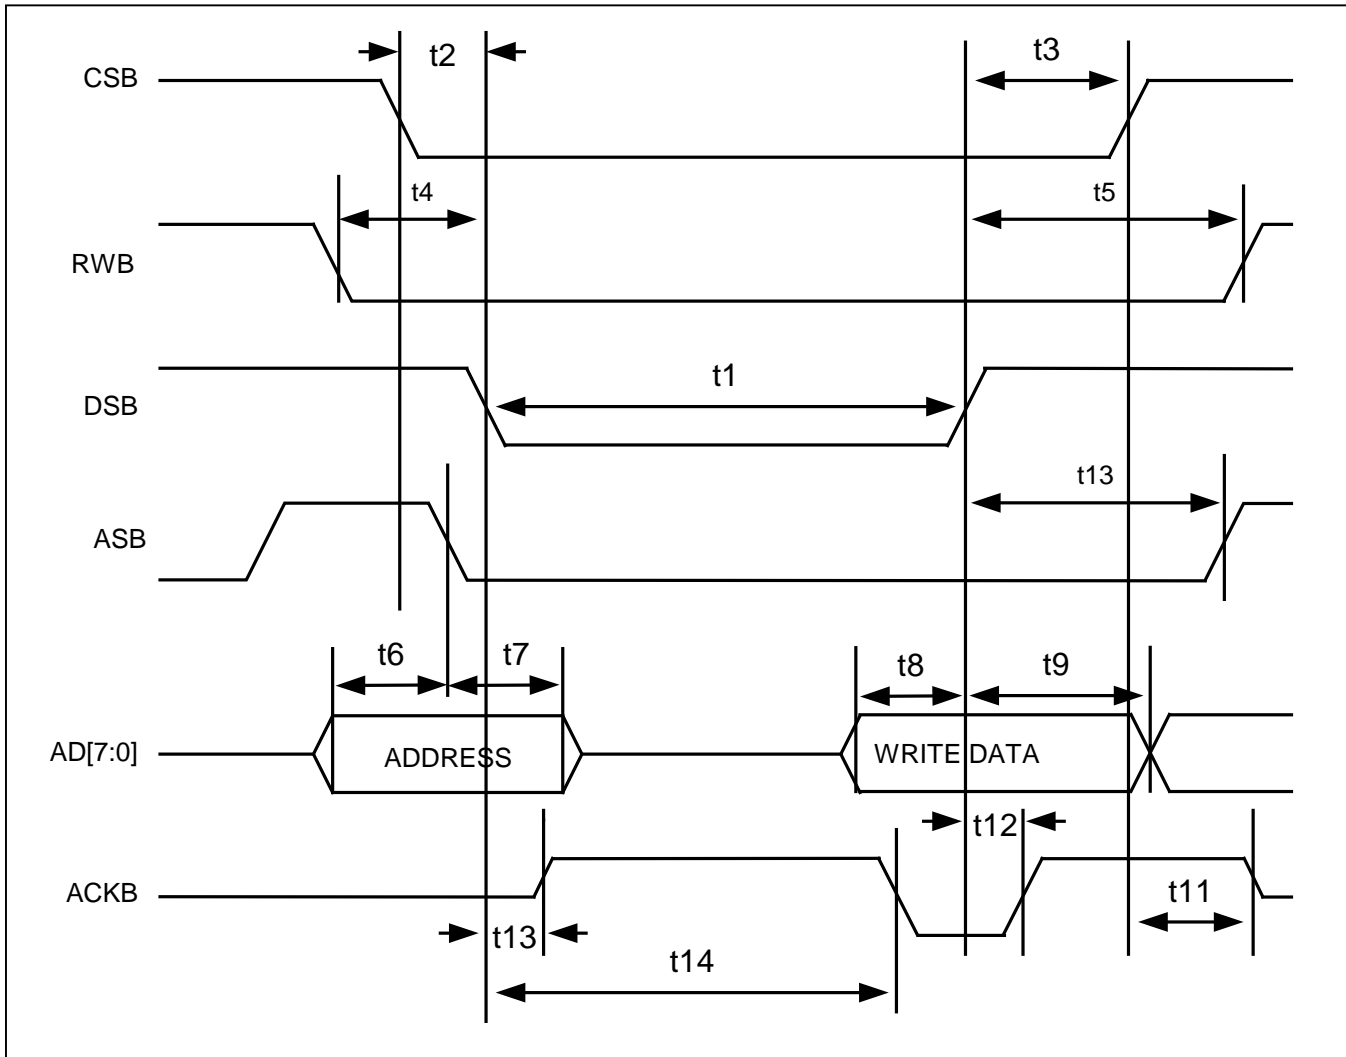 t2
t3
CSB
t4
t5
RWB
t1
DSB
t13
ASB
t6
t7
t8
t9
AD[7:0]
ADDRESS
WRITE DATA
t12
ACKB
t11
t13
t14